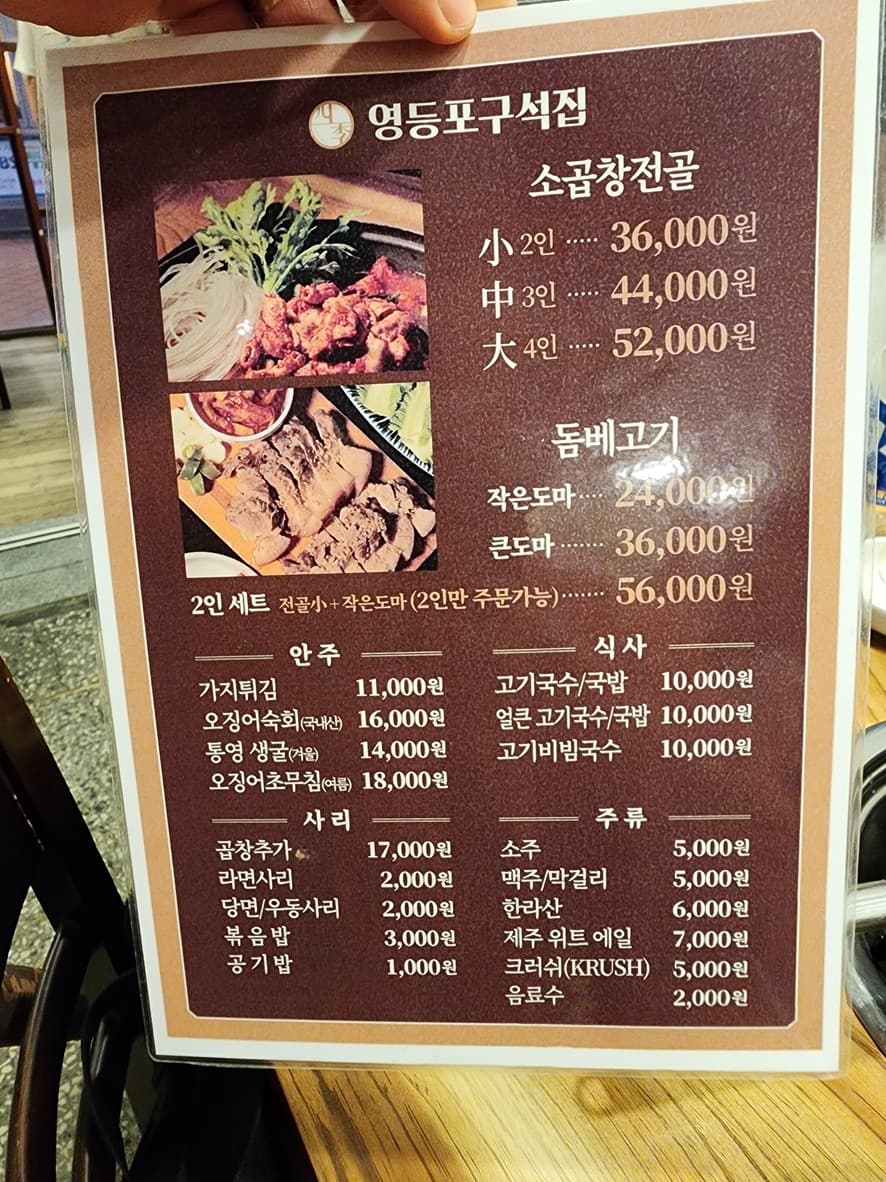 영등포구석집
소곱창전골
小 2인 ····· 36,000원
中 3인 ····· 44,000원
大 4인 ····· 52,000원
돔베고기
작은도마 ···· 24,000원
큰도마 ······· 36,000원
2인 세트 전골小+작은도마 (2인만 주문가능) ······· 56,000원
안주
가지튀김 11,000원
오징어숙회(국내산) 16,000원
통영 생굴(겨울) 14,000원
오징어초무침(여름) 18,000원
식사
고기국수/국밥 10,000원
얼큰 고기국수/국밥 10,000원
고기비빔국수 10,000원
사리
곱창추가 17,000원
라면사리 2,000원
당면/우동사리 2,000원
볶음밥 3,000원
공기밥 1,000원
주류
소주 5,000원
맥주/막걸리 5,000원
한라산 6,000원
제주 위트 에일 7,000원
크러쉬(KRUSH) 5,000원
음료수 2,000원